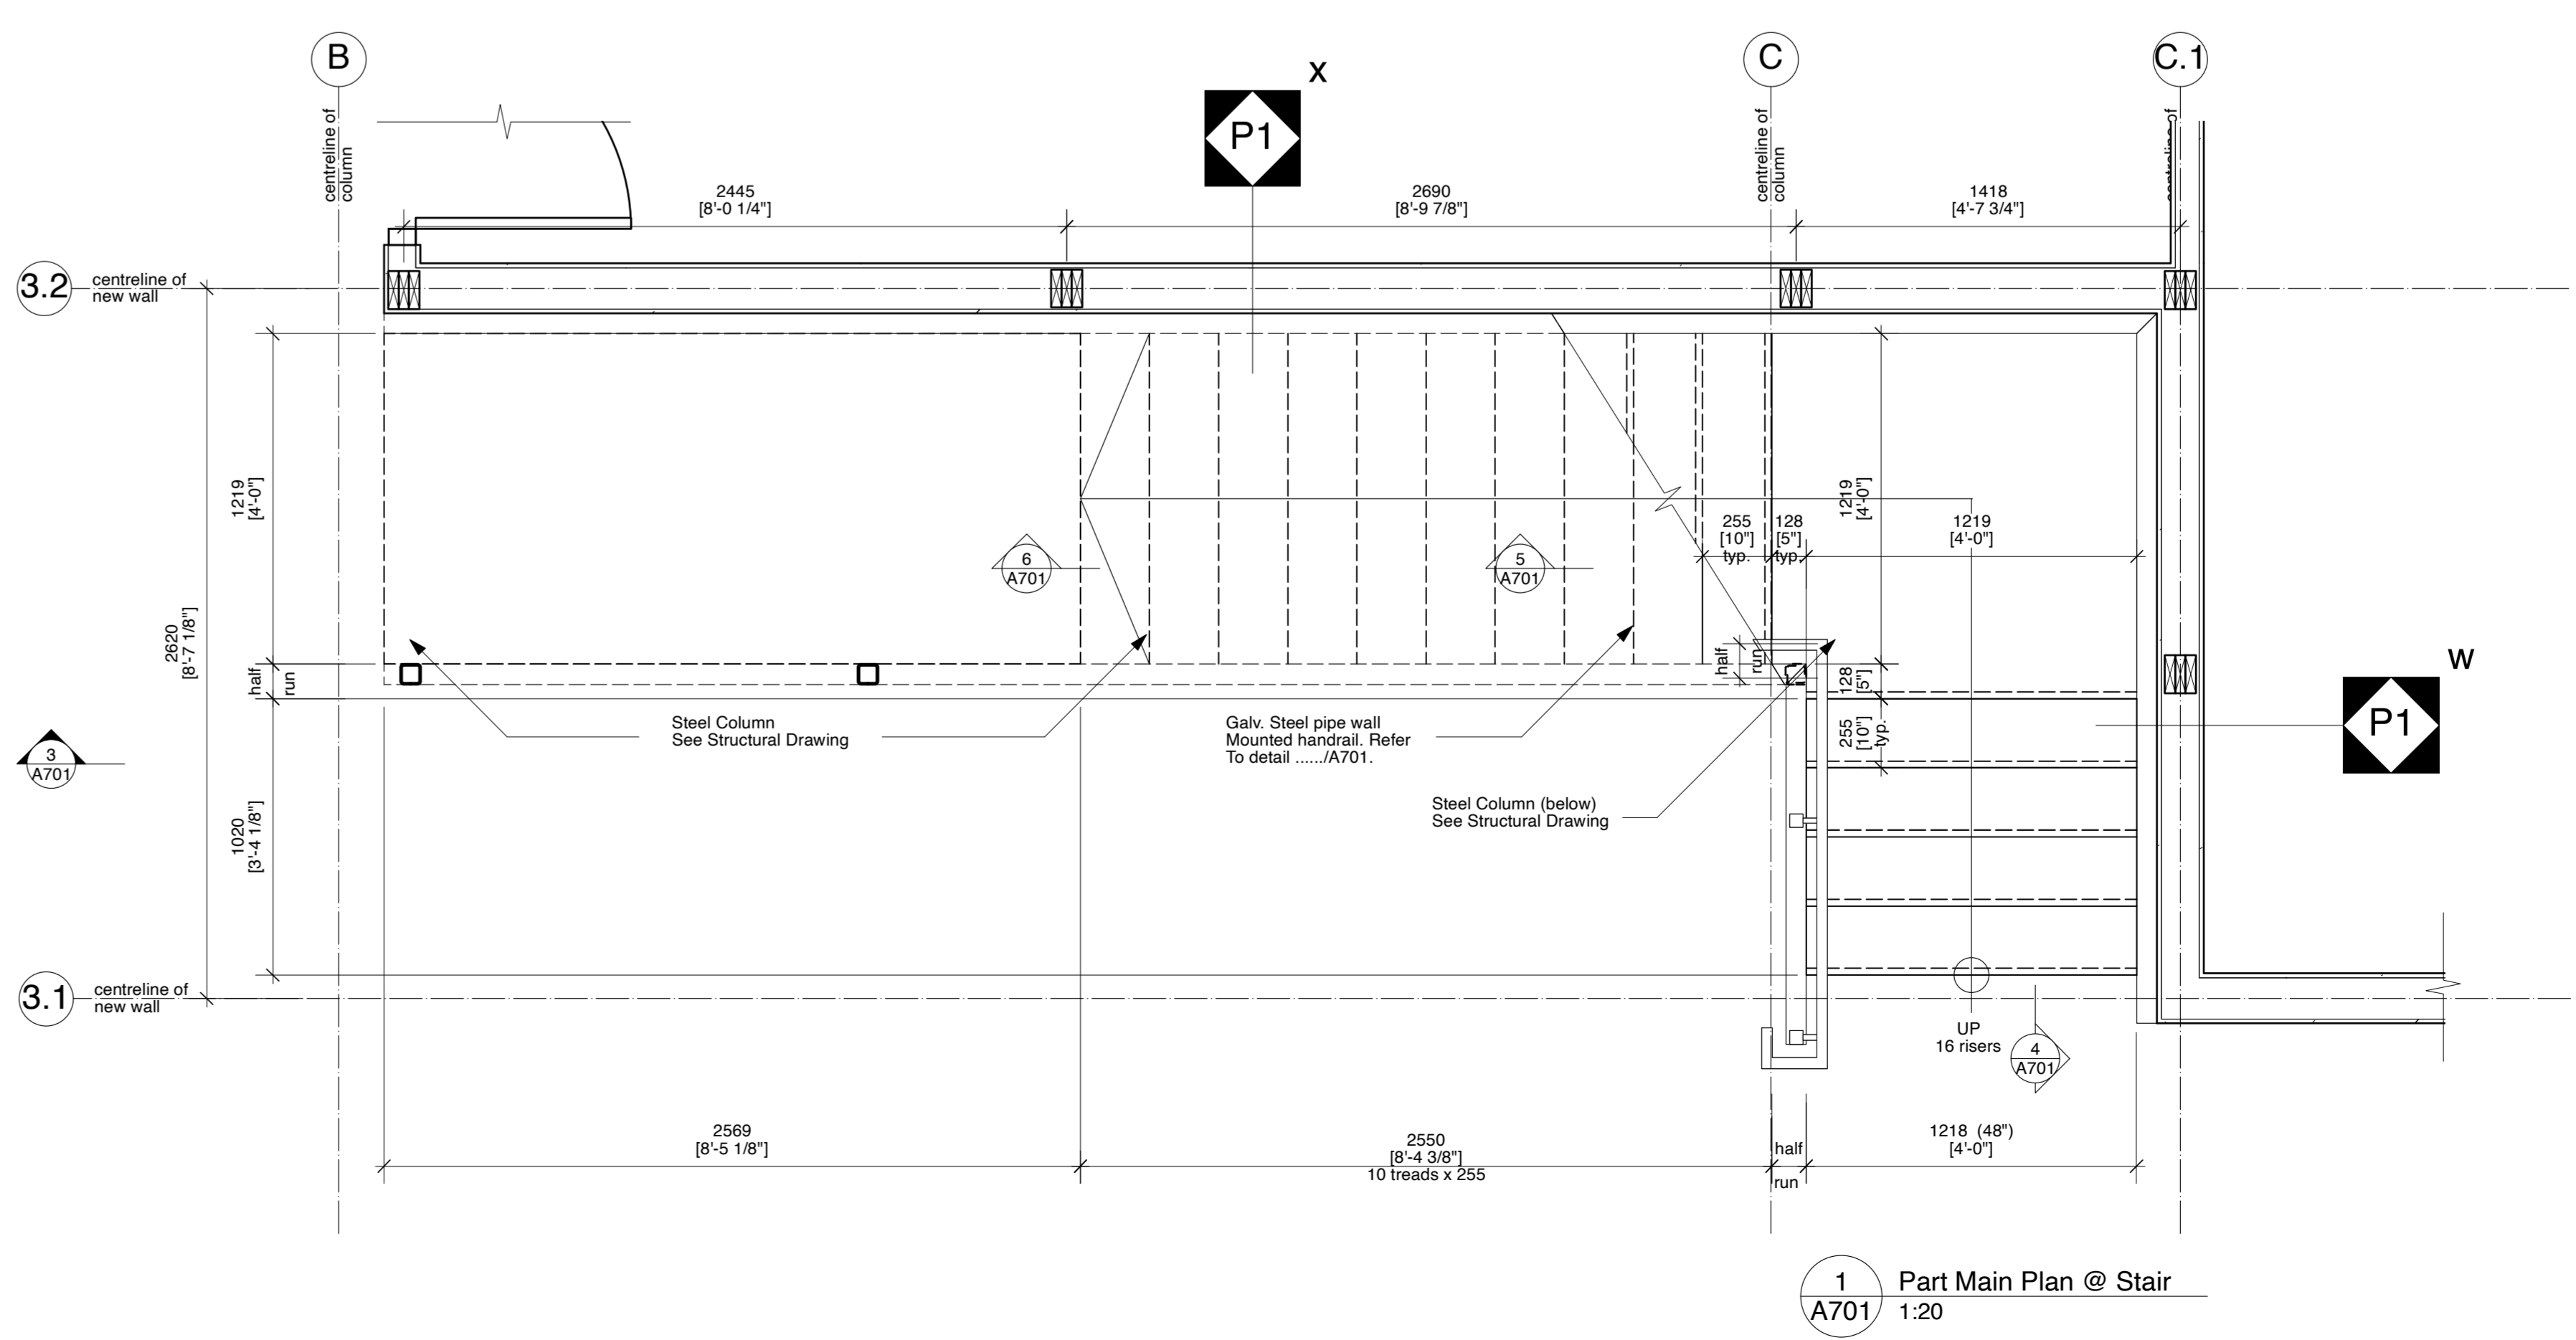 B
C
C.1
x
P1
centreline of
column
centreline of
column
centreline of
2445
[8'-0 1/4"]
2690
[8'-9 7/8"]
1418
[4'-7 3/4"]
3.2
centreline of
new wall
1219
[4'-0"]
1219
[4'-0"]
255
[10"]
typ.
128
[5"]
typ.
1219
[4'-0"]
6
A701
5
A701
2620
[8'-7 1/8"]
half
run
half
run
128
[5"]
w
P1
Steel Column
See Structural Drawing
Galv. Steel pipe wall
Mounted handrail. Refer
To detail ....../A701.
255
[10"]
typ.
3
A701
Steel Column (below)
See Structural Drawing
1020
[3'-4 1/8"]
3.1
centreline of
new wall
UP
16 risers
4
A701
2569
[8'-5 1/8"]
2550
[8'-4 3/8"]
10 treads x 255
half
run
1218 (48")
[4'-0"]
1
A701
Part Main Plan @ Stair
1:20